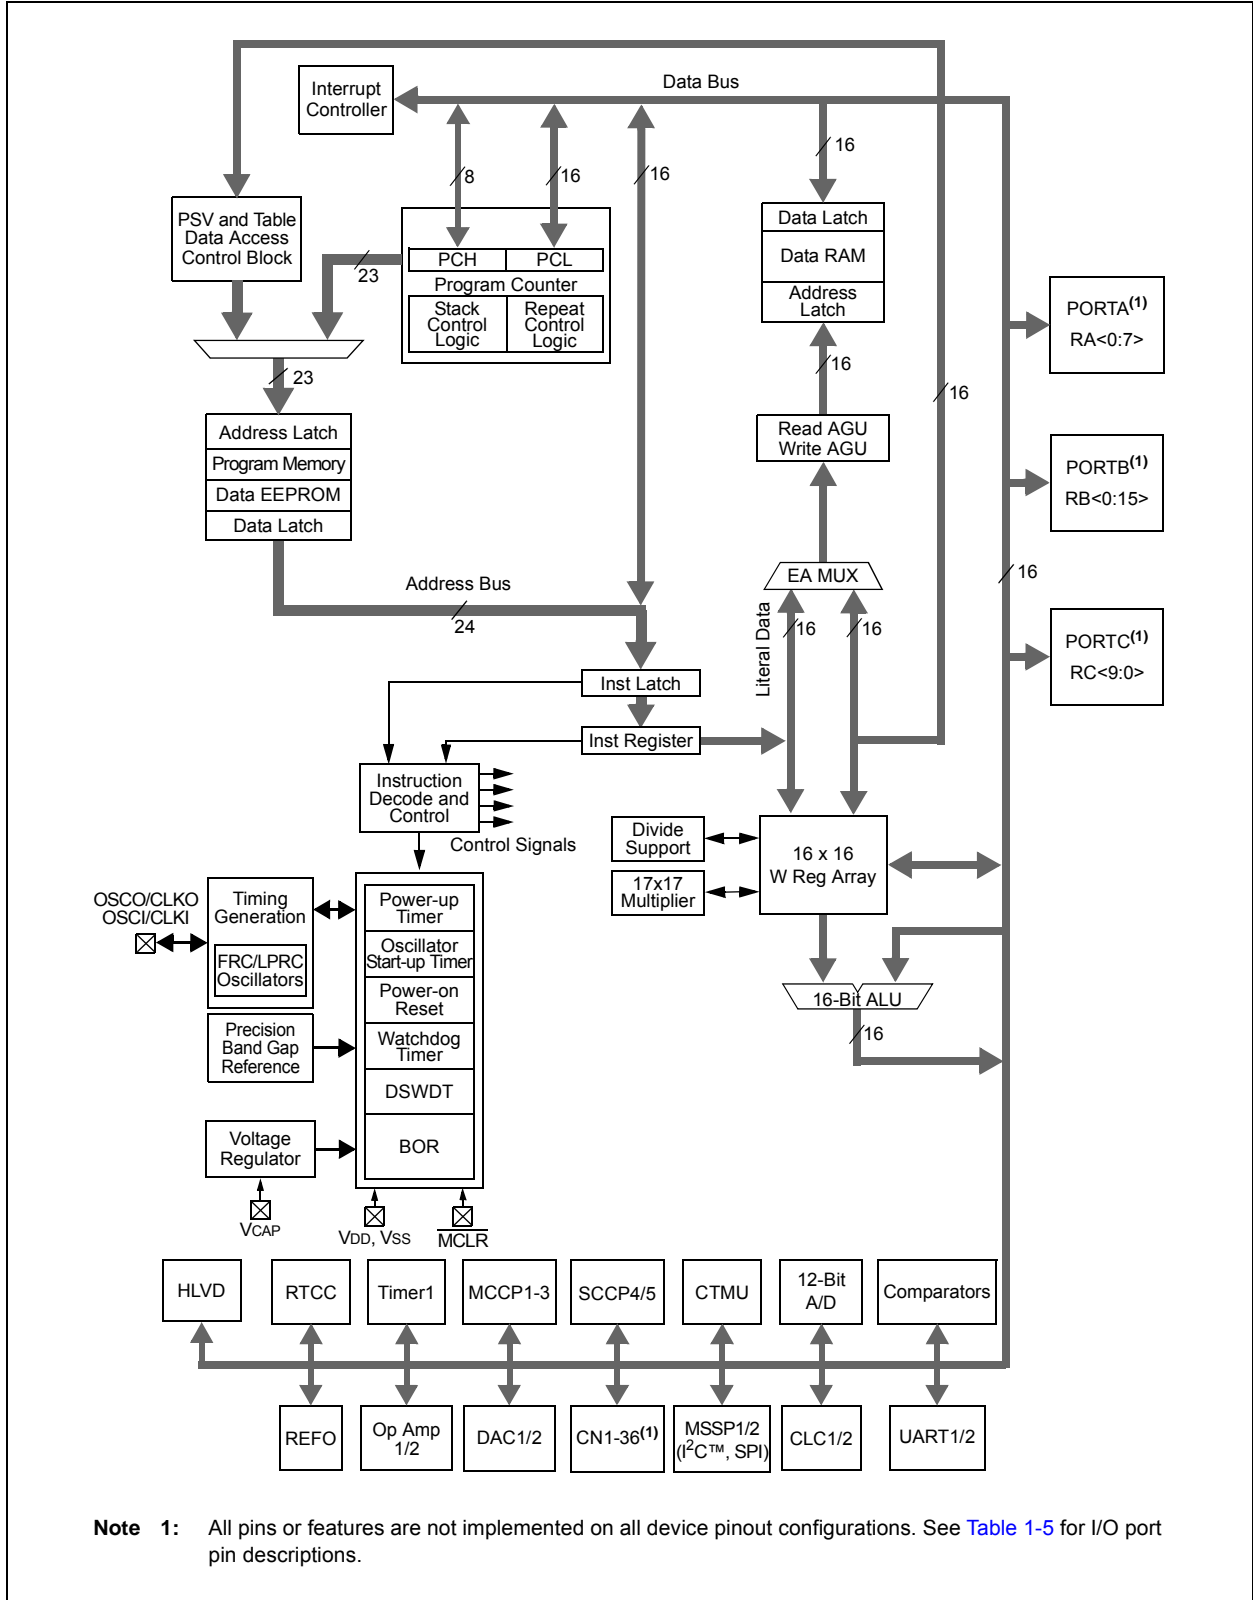 Data Bus
Interrupt
Controller
16
8
16
16
PSV and Table
Data Access
Control Block
23
PCH
PCL
Program Counter
Stack
Control
Logic
Repeat
Control
Logic
Data Latch
Data RAM
Address
Latch
PORTA(1)
RA<0:7>
23
16
16
Address Latch
Program Memory
Data EEPROM
Data Latch
Read AGU
Write AGU
PORTB(1)
RB<0:15>
Address Bus
24
EA MUX
16
Literal Data
16
16
PORTC(1)
RC<9:0>
Inst Latch
Inst Register
Instruction
Decode and
Control
Control Signals
Divide
Support
17x17
Multiplier
16 x 16
W Reg Array
OSCO/CLKO
OSCI/CLKI
Timing
Generation
FRC/LPRC
Oscillators
Power-up
Timer
Oscillator
Start-up Timer
Power-on
Reset
Watchdog
Timer
DSWDT
BOR
16-Bit ALU
16
Precision
Band Gap
Reference
Voltage
Regulator
VCAP
VDD, VSS
MCLR
HLVD
RTCC
Timer1
MCCP1-3
SCCP4/5
CTMU
12-Bit
A/D
Comparators
REFO
Op Amp
1/2
DAC1/2
CN1-36(1)
MSSP1/2
(I2C™, SPI)
CLC1/2
UART1/2
Note 1: All pins or features are not implemented on all device pinout configurations. See Table 1-5 for I/O port
pin descriptions.